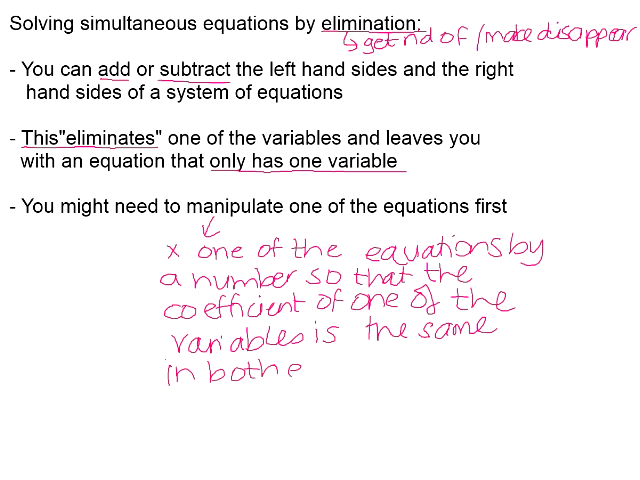 Solving simultaneous equations by elimination:
↳ get rid of / make disappear
- You can add or subtract the left hand sides and the right
hand sides of a system of equations
- This"eliminates" one of the variables and leaves you
with an equation that only has one variable
- You might need to manipulate one of the equations first
x one of the equations by
a number so that the
coefficient of one of the
variables is the same
in both e